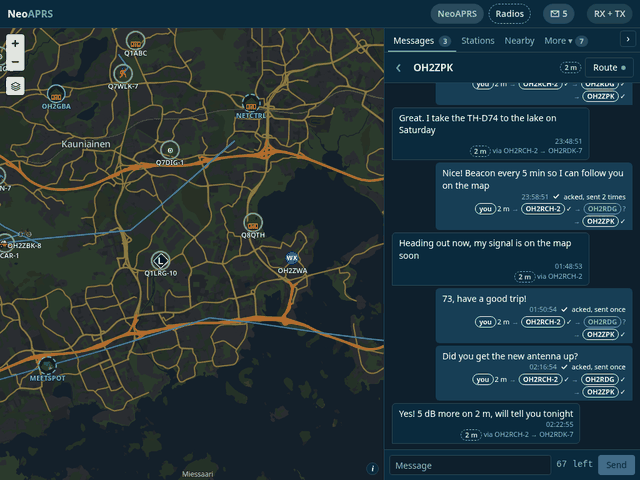 NeoAPRS
NeoAPRS
Radios
5
RX + TX
+
−
Q1ABC
Q7WLK-7
OH2GBA
NETCTRL
Kauniainen
Q7DIG-1
N-7
Q8QTH
OH2ZBK-8
CAR-1
L
Q1LRG-10
WX
OH2ZWA
MEETSPOT
Miessaari
i
Messages 3
Stations
Nearby
More ▾ 7
›
‹
OH2ZPK
2 m
Route
you 2 m → OH2RCH-2 ✓ → OH2RDG ✓
→ OH2ZPK ✓
Great. I take the TH-D74 to the lake on
Saturday
23:48:51
2 m via OH2RCH-2 → OH2RDK-7
Nice! Beacon every 5 min so I can follow you
on the map
23:58:51 ✓ acked, sent 2 times
you 2 m → OH2RCH-2 ✓ → OH2RDG ?
→ OH2ZPK ✓
Heading out now, my signal is on the map
soon
01:48:53
2 m via OH2RCH-2
73, have a good trip!
01:50:54 ✓ acked, sent once
you 2 m → OH2RCH-2 ✓ → OH2RDG ?
→ OH2ZPK ✓
Did you get the new antenna up?
02:16:54 ✓ acked, sent once
you 2 m → OH2RCH-2 ✓ → OH2RDG ✓
→ OH2ZPK ✓
Yes! 5 dB more on 2 m, will tell you tonight
02:22:55
2 m via OH2RCH-2 → OH2RDK-7
Message
67 left
Send